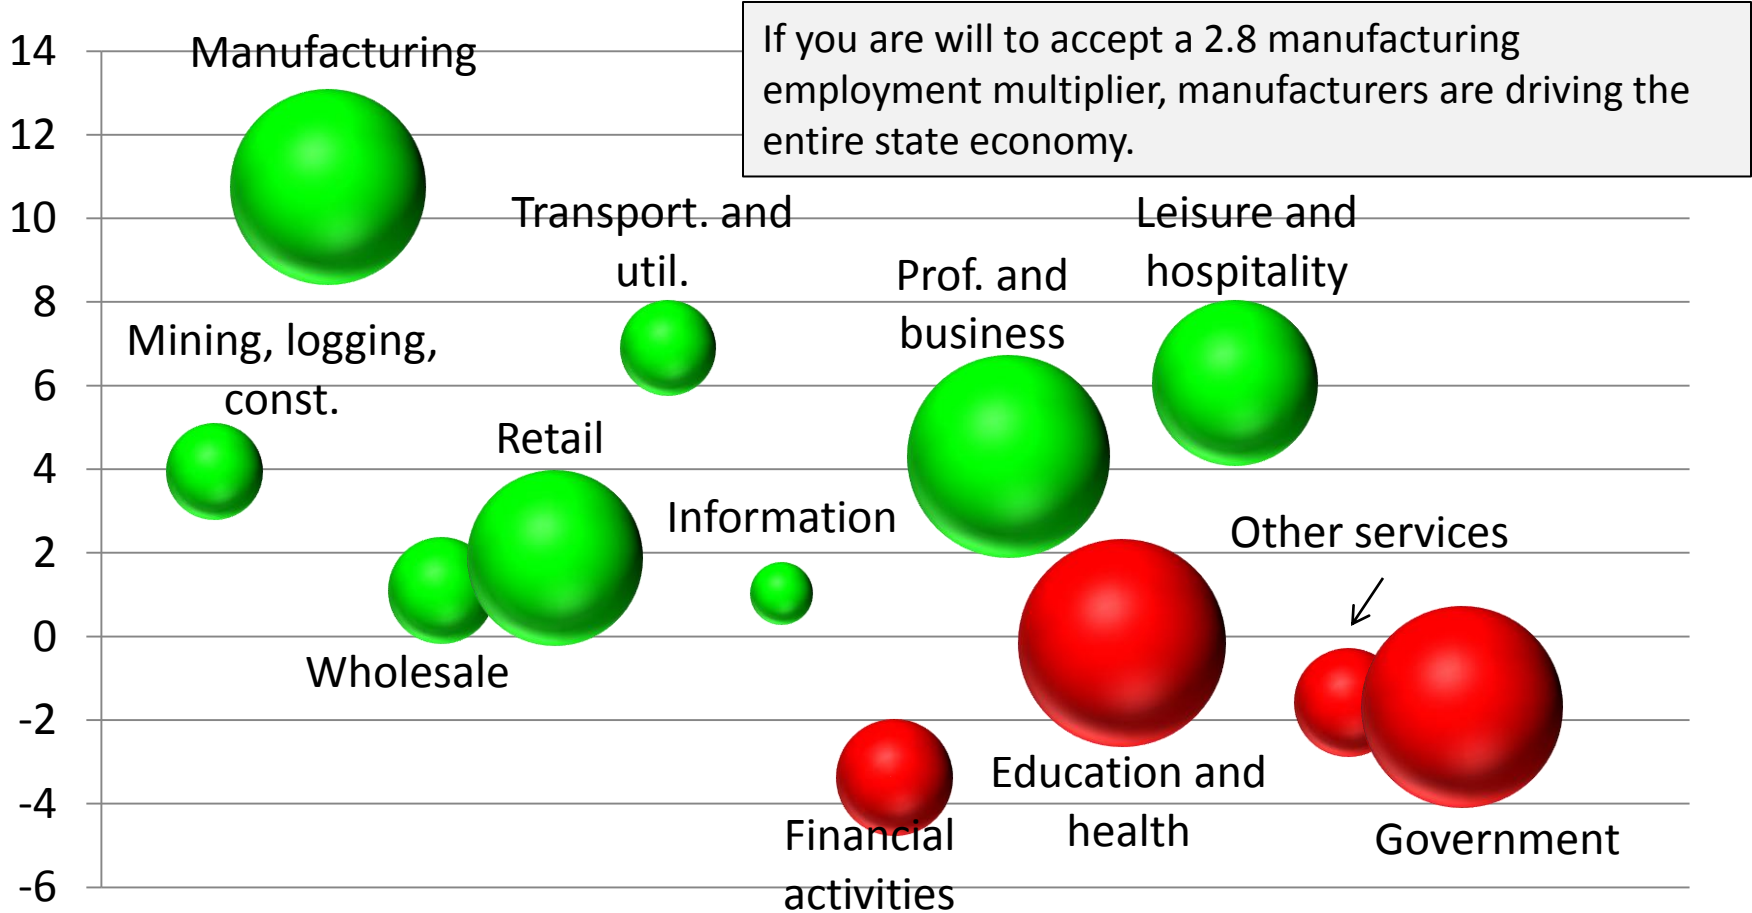 If you are will to accept a 2.8 manufacturing
employment multiplier, manufacturers are driving the
entire state economy.
14
12
10
8
6
4
2
0
-2
-4
-6
Manufacturing
Mining, logging,
const.
Wholesale
Retail
Transport. and
util.
Information
Financial
activities
Prof. and
business
Education and
health
Leisure and
hospitality
Other services
Government